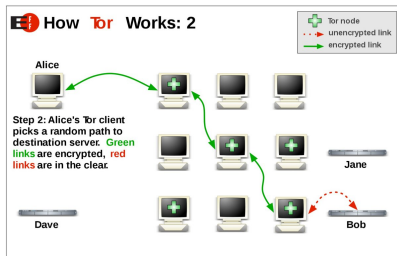 EFF How Tor Works: 2
Tor node
unencrypted link
encrypted link
Alice
Step 2: Alice's Tor client
picks a random path to
destination server. Green
links are encrypted, red
links are in the clear.
Jane
Dave
Bob